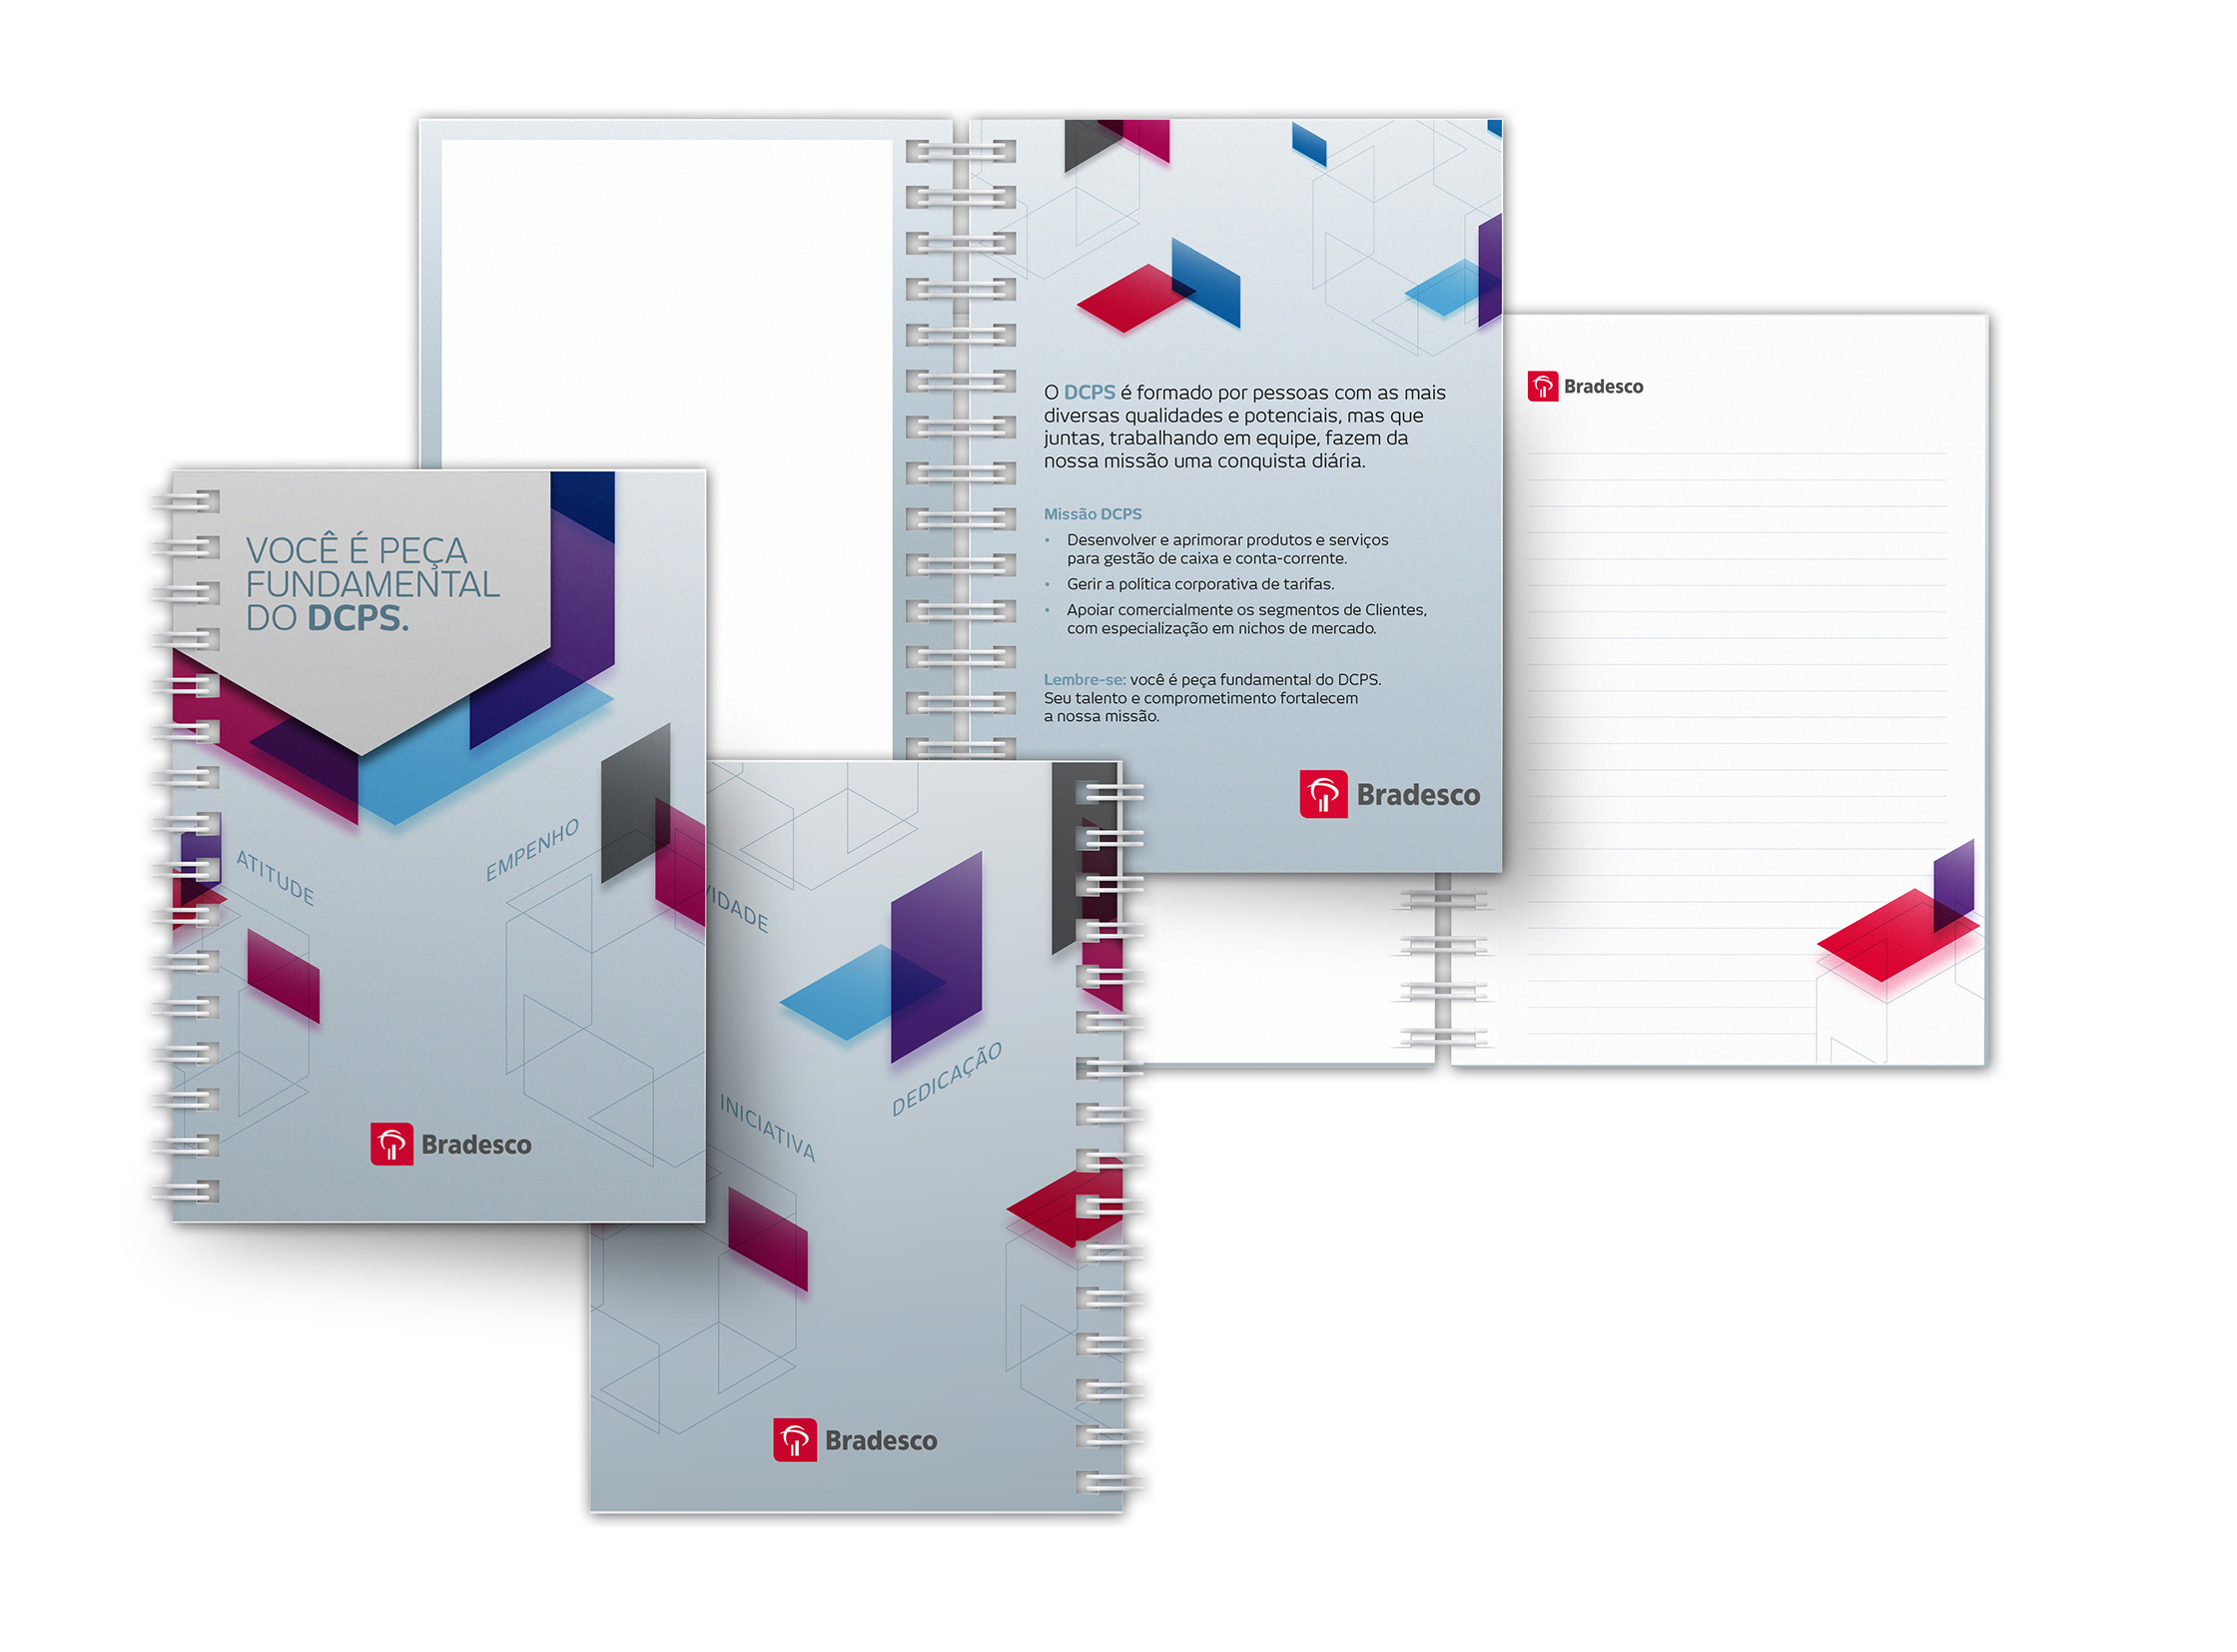 VOCÊ É PEÇA
FUNDAMENTAL
DO DCPS.
ATITUDE
EMPENHO
Bradesco
DEDICAÇÃO
INICIATIVA
Bradesco
O DCPS é formado por pessoas com as mais
diversas qualidades e potenciais, mas que
juntas, trabalhando em equipe, fazem da
nossa missão uma conquista diária.
Missão DCPS
• Desenvolver e aprimorar produtos e serviços
para gestão de caixa e conta-corrente.
• Gerir a política corporativa de tarifas.
• Apoiar comercialmente os segmentos de Clientes,
com especialização em nichos de mercado.
Lembre-se: você é peça fundamental do DCPS.
Seu talento e comprometimento fortalecem
a nossa missão.
Bradesco
Bradesco